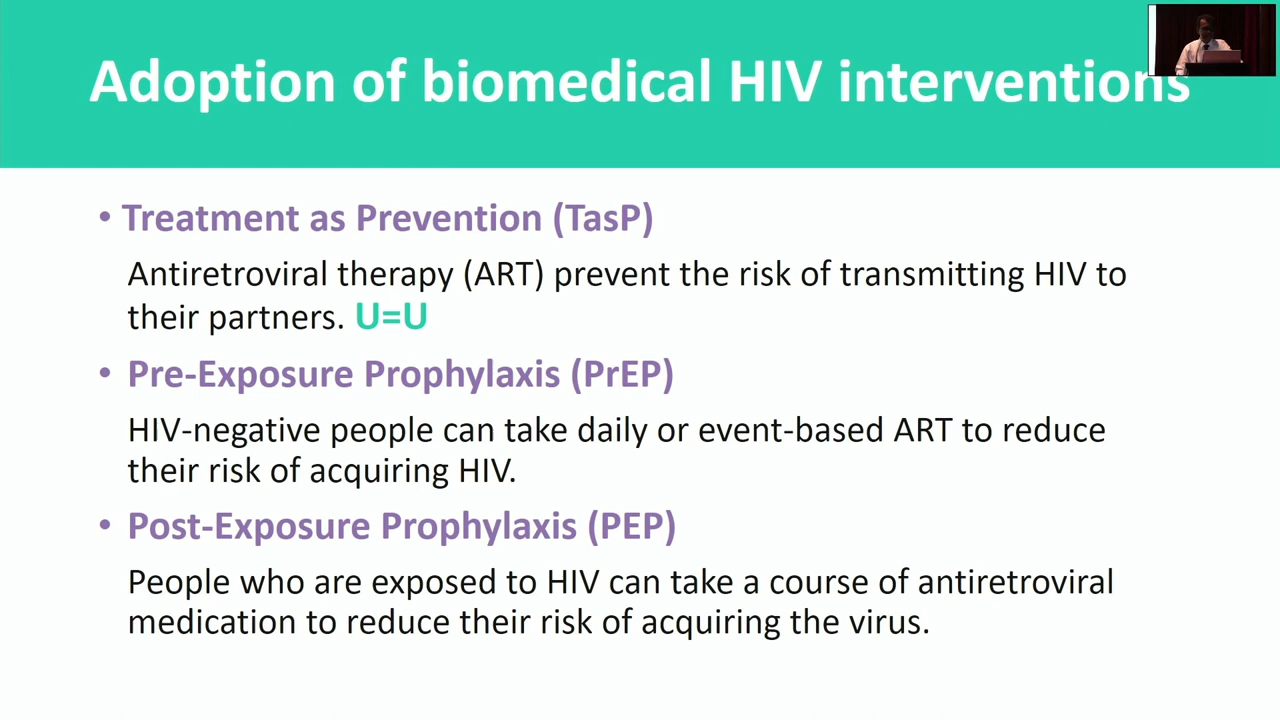 Adoption of biomedical HIV interventions
• Treatment as Prevention (TasP)
Antiretroviral therapy (ART) prevent the risk of transmitting HIV to
their partners. U=U
• Pre-Exposure Prophylaxis (PrEP)
HIV-negative people can take daily or event-based ART to reduce
their risk of acquiring HIV.
• Post-Exposure Prophylaxis (PEP)
People who are exposed to HIV can take a course of antiretroviral
medication to reduce their risk of acquiring the virus.